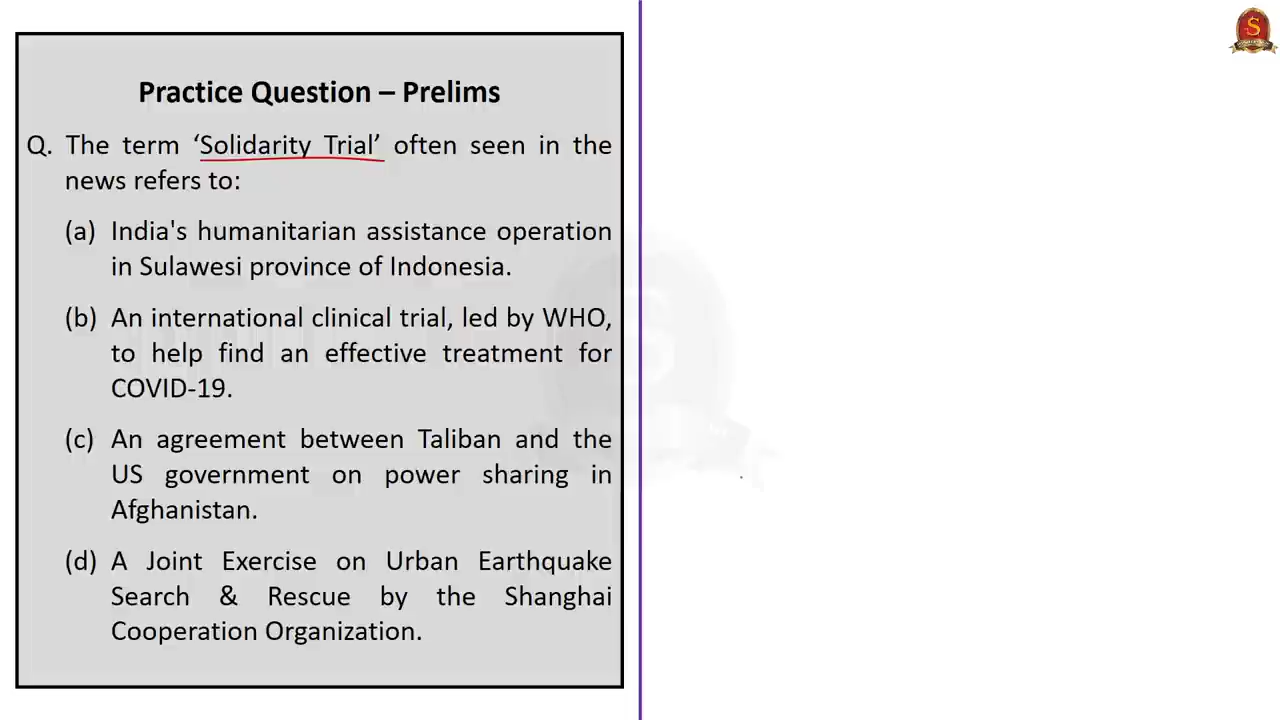 Practice Question – Prelims
Q. The term ‘Solidarity Trial’ often seen in the
news refers to:
(a) India's humanitarian assistance operation
in Sulawesi province of Indonesia.
(b) An international clinical trial, led by WHO,
to help find an effective treatment for
COVID-19.
(c) An agreement between Taliban and the
US government on power sharing in
Afghanistan.
(d) A Joint Exercise on Urban Earthquake
Search & Rescue by the Shanghai
Cooperation Organization.
S